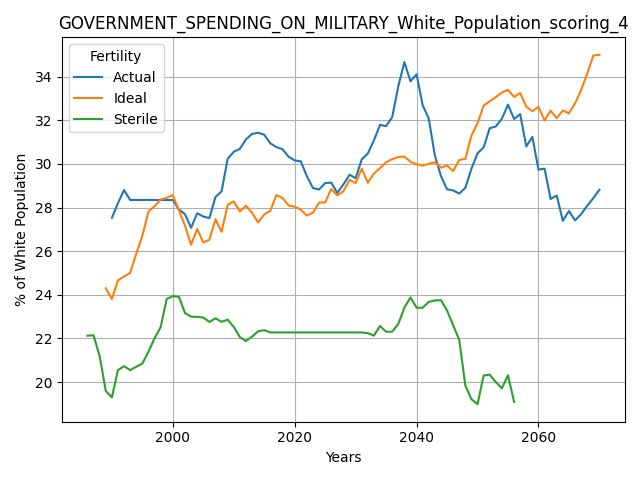 GOVERNMENT_SPENDING_ON_MILITARY_White_Population_scoring_4
Fertility
Actual
Ideal
Sterile
% of White Population
34
32
30
28
26
24
22
20
2000 2020 2040 2060
Years